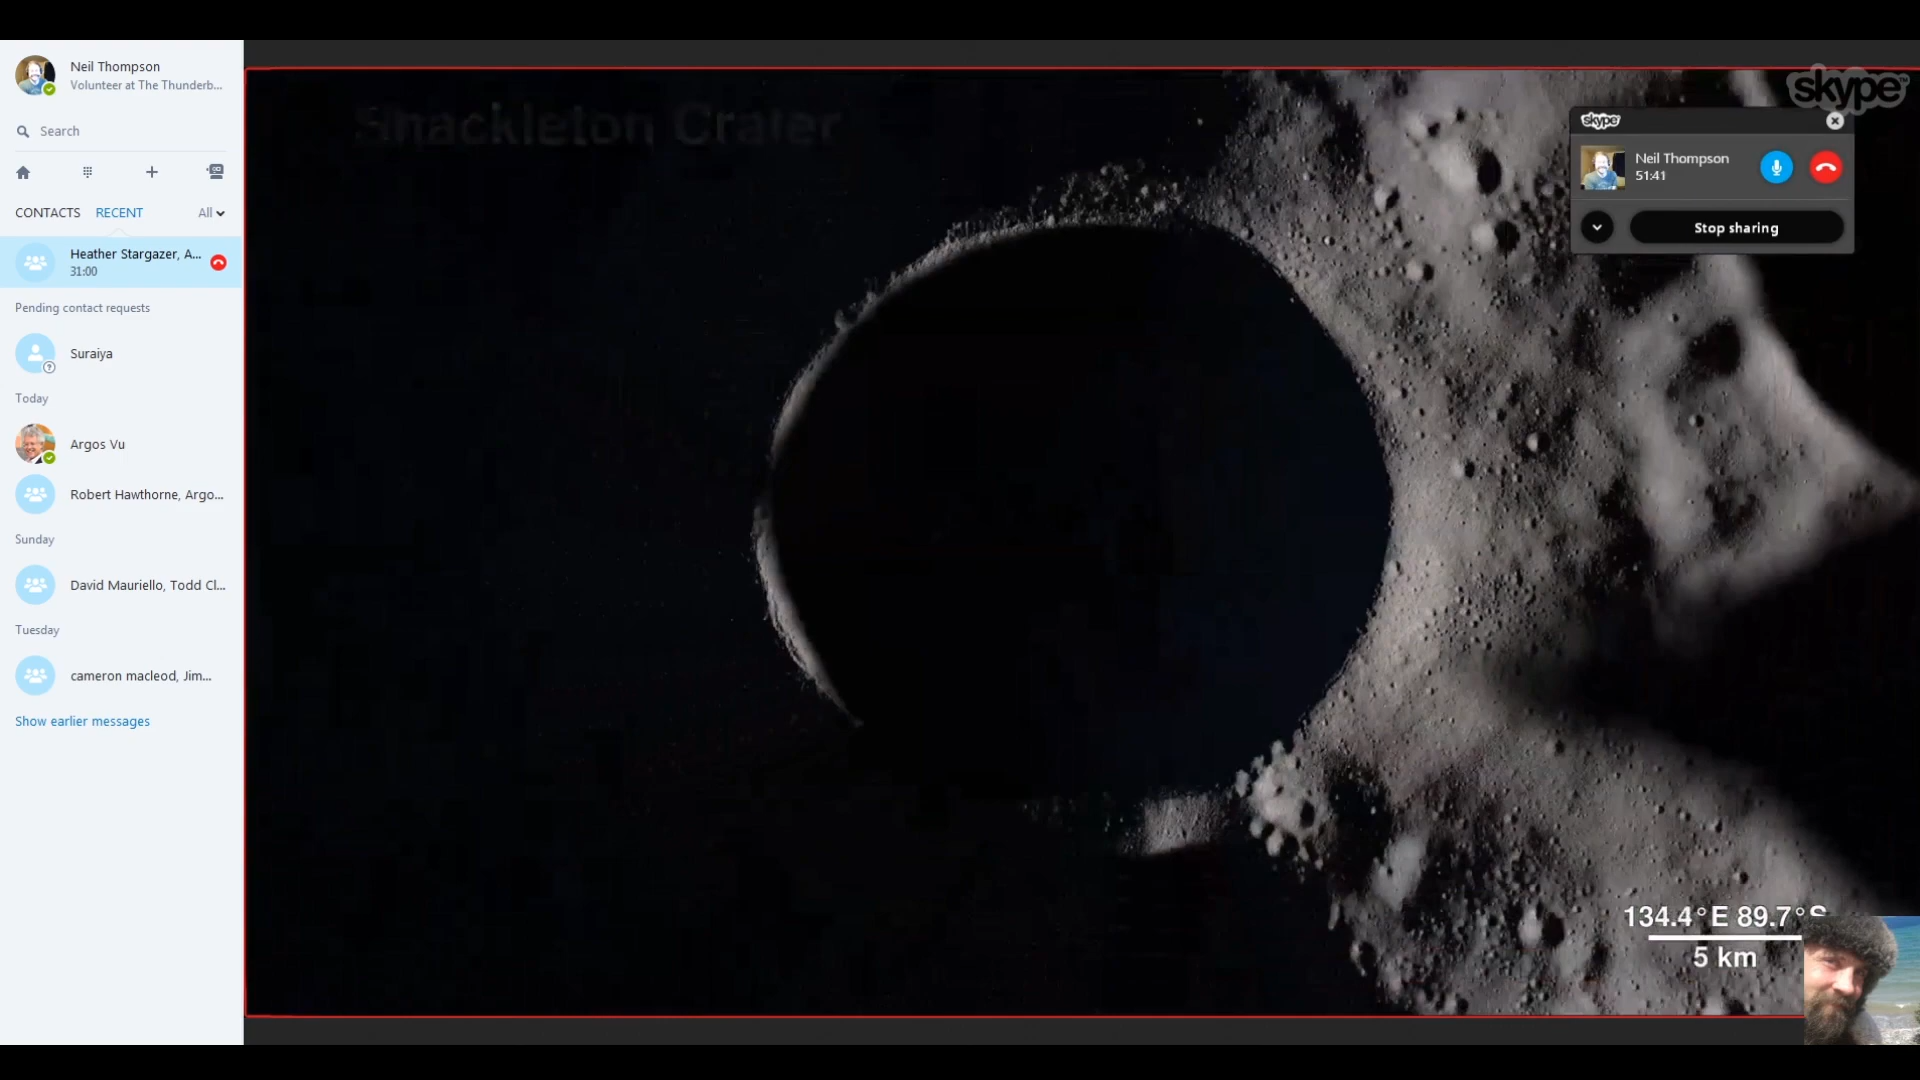 Neil Thompson
Volunteer at The Thunderb...
Search
CONTACTS RECENT All
Heather Stargazer, A...
31:00
Pending contact requests
Suraiya
Today
Argos Vu
Robert Hawthorne, Argo...
Sunday
David Mauriello, Todd Cl...
Tuesday
cameron macleod, Jim...
Show earlier messages
Shackleton Crater
skype™
skype
Neil Thompson
51:41
Stop sharing
134.4°E 89.7°S
5 km